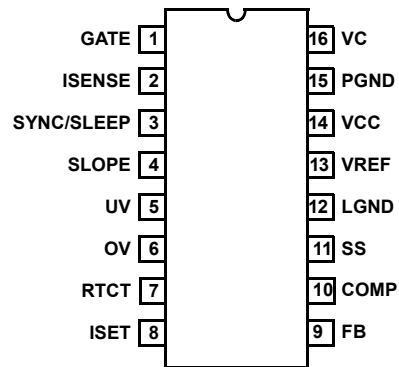 GATE 1 16 VC
ISENSE 2 15 PGND
SYNC/SLEEP 3 14 VCC
SLOPE 4 13 VREF
UV 5 12 LGND
OV 6 11 SS
RTCT 7 10 COMP
ISET 8 9 FB